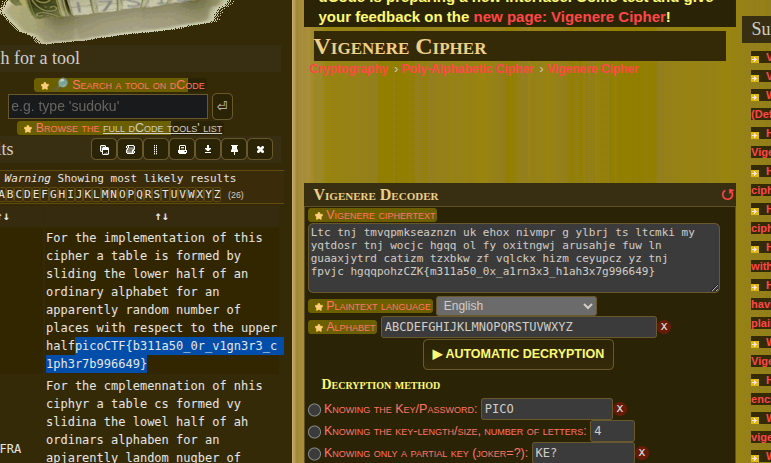 dCode is preparing a new interface. Come test and give
your feedback on the new page: Vigenere Cipher!
Vigenere Cipher
Cryptography › Poly-Alphabetic Cipher › Vigenere Cipher
h for a tool
Search a tool on dCode
e.g. type 'sudoku'
Browse the full dCode tools' list
lts
Warning Showing most likely results
ABCDEFGHIJKLMNOPQRSTUVWXYZ (26)
↑↓ ↑↓
For the implementation of this
cipher a table is formed by
sliding the lower half of an
ordinary alphabet for an
apparently random number of
places with respect to the upper
halfpicoCTF{b311a50_0r_v1gn3r3_c
1ph3r7b996649}
For the cmplemennation of nhis
ciphyr a table cs formed vy
slidina the lowel half of ah
ordinars alphaben for an
apjarently random nugber of
FRA
Vigenere Decoder
Vigenere ciphertext
Ltc tnj tmvqpmkseaznzn uk ehox nivmpr g ylbrj ts ltcmki my
yqtdosr tnj wocjc hgqq ol fy oxitngwj arusahje fuw ln
guaaxjytrd catizm tzxbkw zf vqlckx hizm ceyupcz yz tnj
fpvjc hgqqpohzCZK{m311a50_0x_a1rn3x3_h1ah3x7g996649}
Plaintext language English
Alphabet ABCDEFGHIJKLMNOPQRSTUVWXYZ x
▶ AUTOMATIC DECRYPTION
Decryption method
Knowing the Key/Password: PICO x
Knowing the key-length/size, number of letters: 4
Knowing only a partial key (joker=?): KE? x
Su
V
V
W
(Def
H
Vige
H
ciph
H
ciph
H
with
H
hav
plai
W
Vige
H
enc
W
vige
W